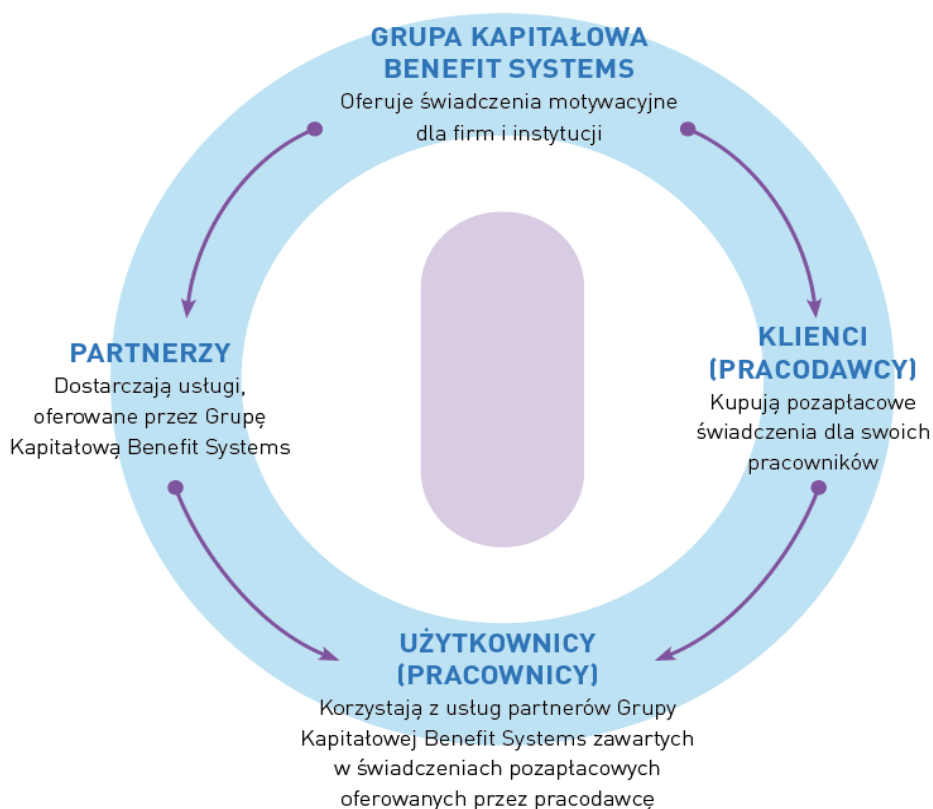 GRUPA KAPITAŁOWA
BENEFIT SYSTEMS
Oferuje świadczenia motywacyjne
dla firm i instytucji
PARTNERZY
Dostarczają usługi,
oferowane przez Grupę
Kapitałową Benefit Systems
KLIENCI
(PRACODAWCY)
Kupują pozapłacowe
świadczenia dla swoich
pracowników
UŻYTKOWNICY
(PRACOWNICY)
Korzystają z usług partnerów Grupy
Kapitałowej Benefit Systems zawartych
w świadczeniach pozapłacowych
oferowanych przez pracodawcę